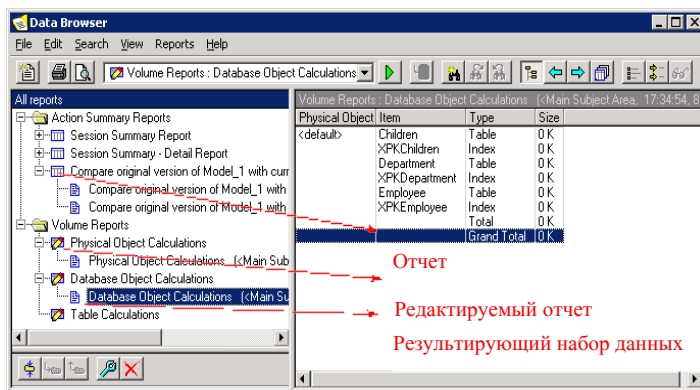 Data Browser
File Edit Search View Reports Help
Volume Reports : Database Object Calculations
All reports
Action Summary Reports
Session Summary Report
Session Summary - Detail Report
Compare original version of Model_1 with curr
Compare original version of Model_1 with
Compare original version of Model_1 with
Volume Reports
Physical Object Calculations
Physical Object Calculations (<Main Sub
Database Object Calculations
Database Object Calculations (<Main Su
Table Calculations
Volume Reports : Database Object Calculations (<Main Subject Area, 17:34:54, 8
Physical Object Item Type Size
<default> Children Table 0 K
XPKChildren Index 0 K
Department Table 0 K
XPKDepartment Index 0 K
Employee Table 0 K
XPKEmployee Index 0 K
Total 0 K
Grand Total 0 K
Отчет
Редактируемый отчет
Результирующий набор данных